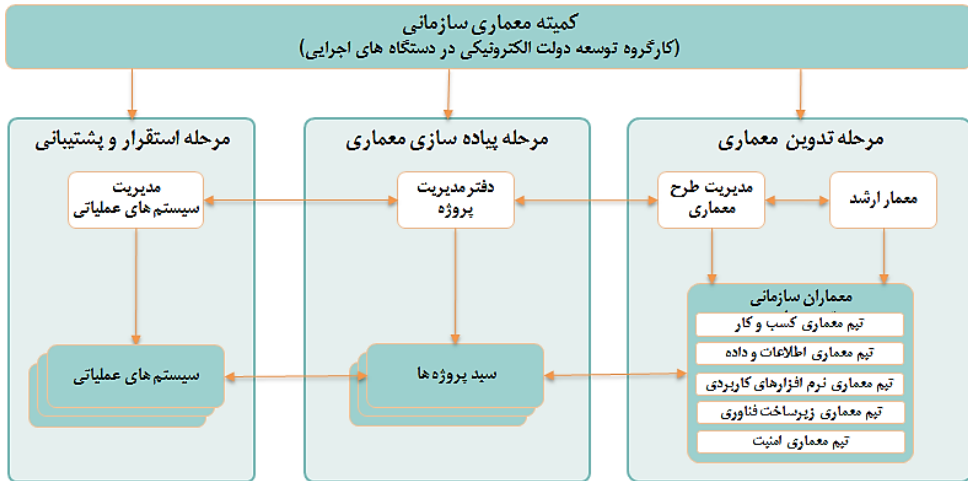 کمیته معماری سازمانی
(کارگروه توسعه دولت الکترونیکی در دستگاه های اجرایی)
مرحله تدوین معماری
معمار ارشد
مدیریت طرح
معماری
معماران سازمانی
تیم معماری کسب و کار
تیم معماری اطلاعات و داده
تیم معماری نرم افزارهای کاربردی
تیم معماری زیرساخت فناوری
تیم معماری امنیت
مرحله پیاده سازی معماری
دفتر مدیریت
پروژه
سبد پروژه ها
مرحله استقرار و پشتیبانی
مدیریت
سیستم های عملیاتی
سیستم های عملیاتی